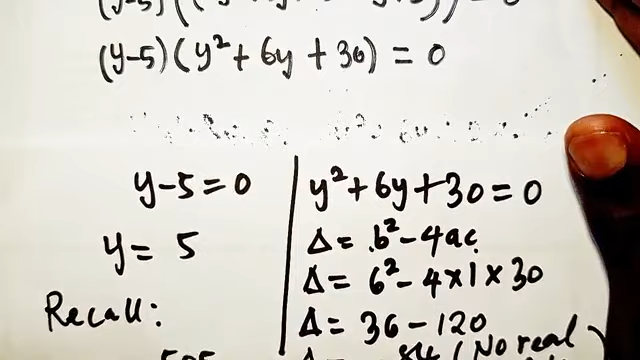 (y-5)(y²+6y+30) = 0
y-5=0
y= 5
Recall:
y²+6y+30=0
Δ= b²-4ac
Δ= 6²-4×1×30
Δ= 36-120
(No real